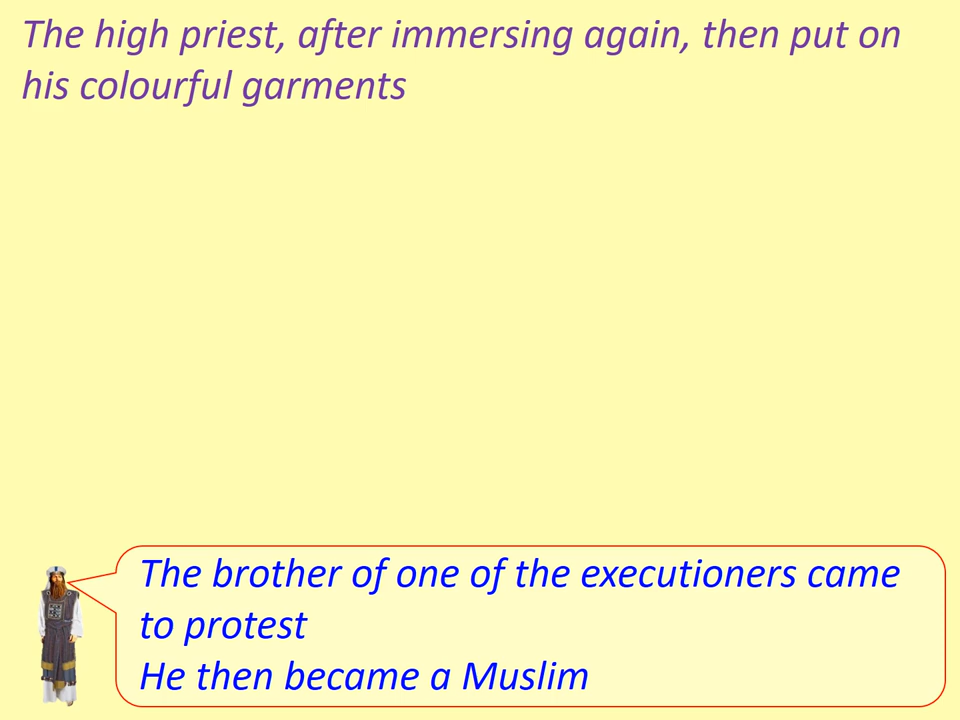 The high priest, after immersing again, then put on
his colourful garments
The brother of one of the executioners came
to protest
He then became a Muslim